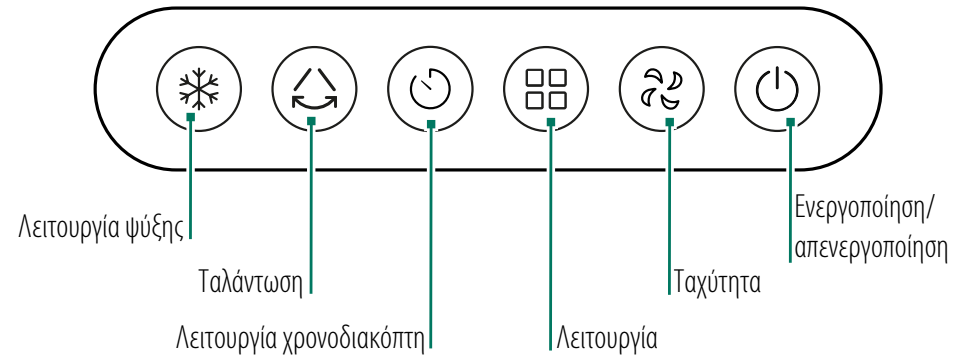 Λειτουργία ψύξης
Ταλάντωση
Λειτουργία χρονοδιακόπτη
Λειτουργία
Ταχύτητα
Ενεργοποίηση/
απενεργοποίηση